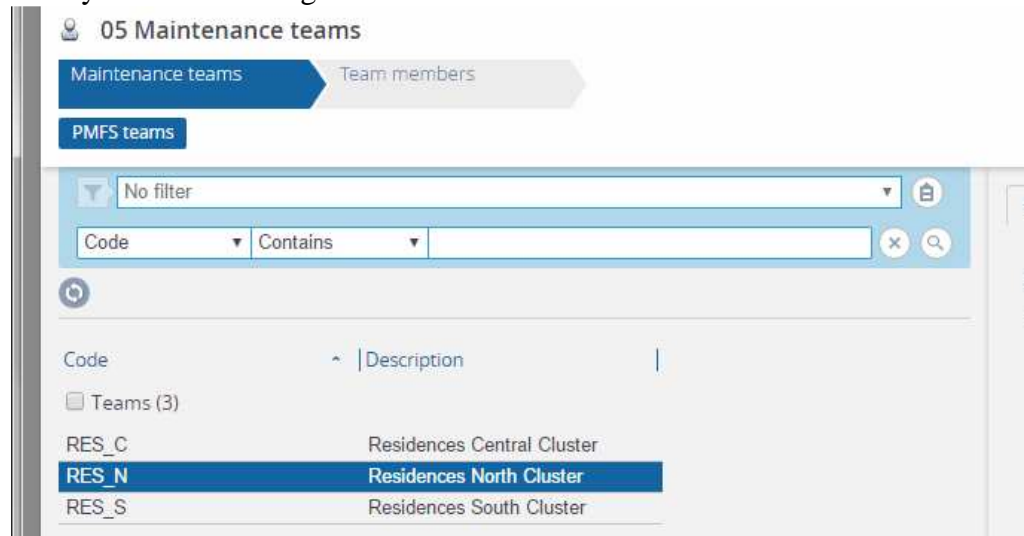 05 Maintenance teams
Maintenance teams Team members
PMFS teams
No filter
Code Contains
Code Description
Teams (3)
RES_C Residences Central Cluster
RES_N Residences North Cluster
RES_S Residences South Cluster